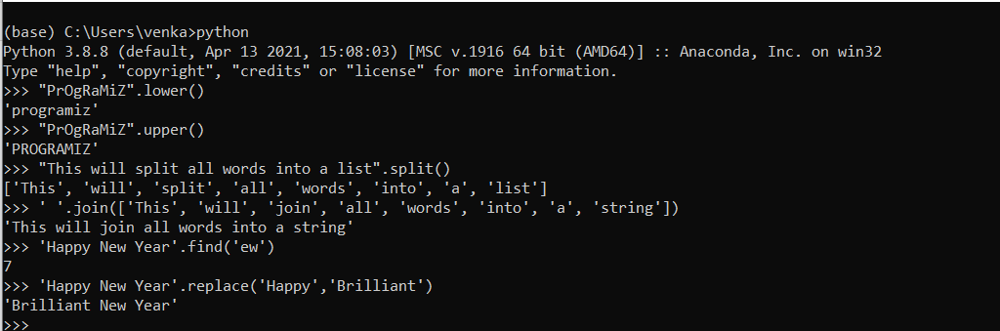 (base) C:\Users\venka>python
Python 3.8.8 (default, Apr 13 2021, 15:08:03) [MSC v.1916 64 bit (AMD64)] :: Anaconda, Inc. on win32
Type "help", "copyright", "credits" or "license" for more information.
>>> "PrOgRaMiZ".lower()
'programiz'
>>> "PrOgRaMiZ".upper()
'PROGRAMIZ'
>>> "This will split all words into a list".split()
['This', 'will', 'split', 'all', 'words', 'into', 'a', 'list']
>>> ' '.join(['This', 'will', 'join', 'all', 'words', 'into', 'a', 'string'])
'This will join all words into a string'
>>> 'Happy New Year'.find('ew')
7
>>> 'Happy New Year'.replace('Happy','Brilliant')
'Brilliant New Year'
>>>